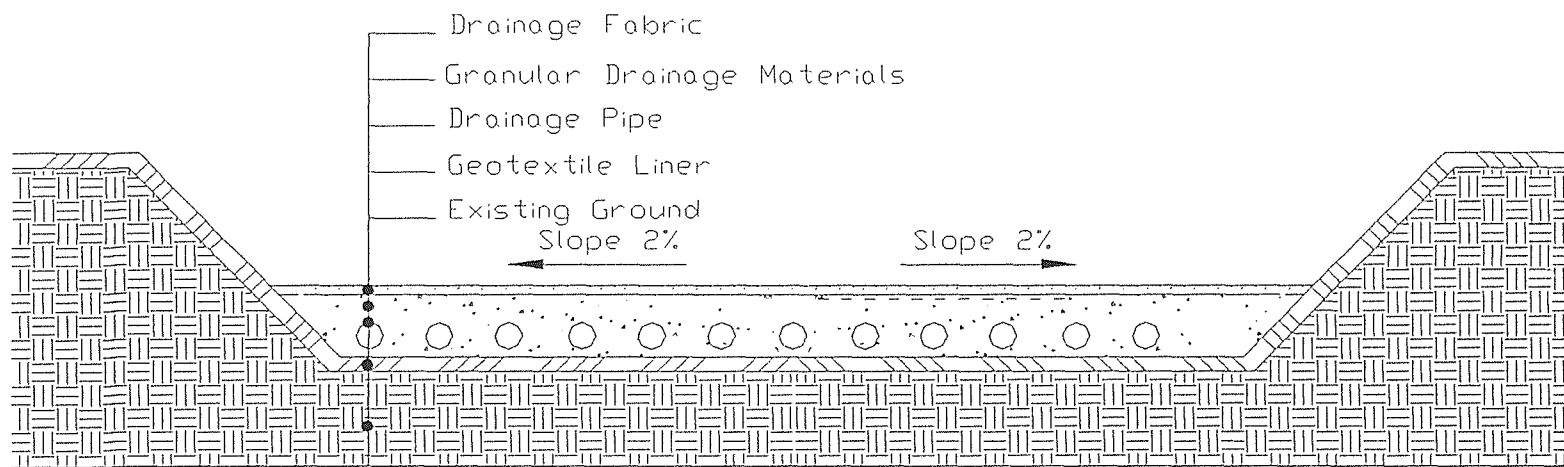 Drainage Fabric
Granular Drainage Materials
Drainage Pipe
Geotextile Liner
Existing Ground
Slope 2%
Slope 2%